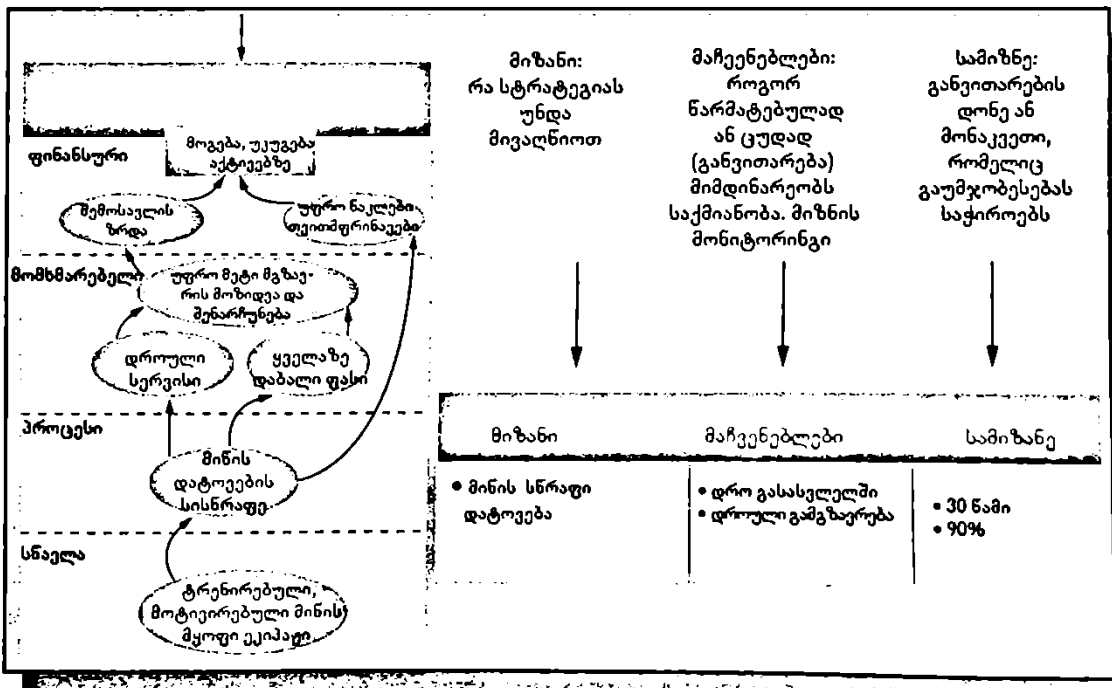 ფინანსური
მოგება, უკუგება
აქტივებზე
შემოსავლის
ზრდა
უფრო ნაკლები
თვითმფრინავები
მომხმარებელი
უფრო მეტი მგზავ-
რის მოზიდვა და
შენარჩუნება
დროული
სერვისი
ყველაზე
დაბალი ფასი
პროცესი
მიწის
დატოვების
სისწრაფე
სწავლა
ტრენირებული,
მოტივირებული მიწის
მყოფი ეკიპაჟი
მიზანი:
რა სტრატეგიას
უნდა
მივაღწიოთ
მაჩვენებლები:
როგორ
წარმატებულად
ან ცუდად
(განვითარება)
მიმდინარეობს
საქმიანობა. მიზნის
მონიტორინგი
სამიზნე:
განვითარების
დონე ან
მონაკვეთი,
რომელიც
გაუმჯობესებას
საჭიროებს
მიზანი
მაჩვენებლები
სამიზანე
• მიწის სწრაფი
დატოვება
• დრო გასასვლელში
• დროული გამგზავრება
• 30 წამი
• 90%